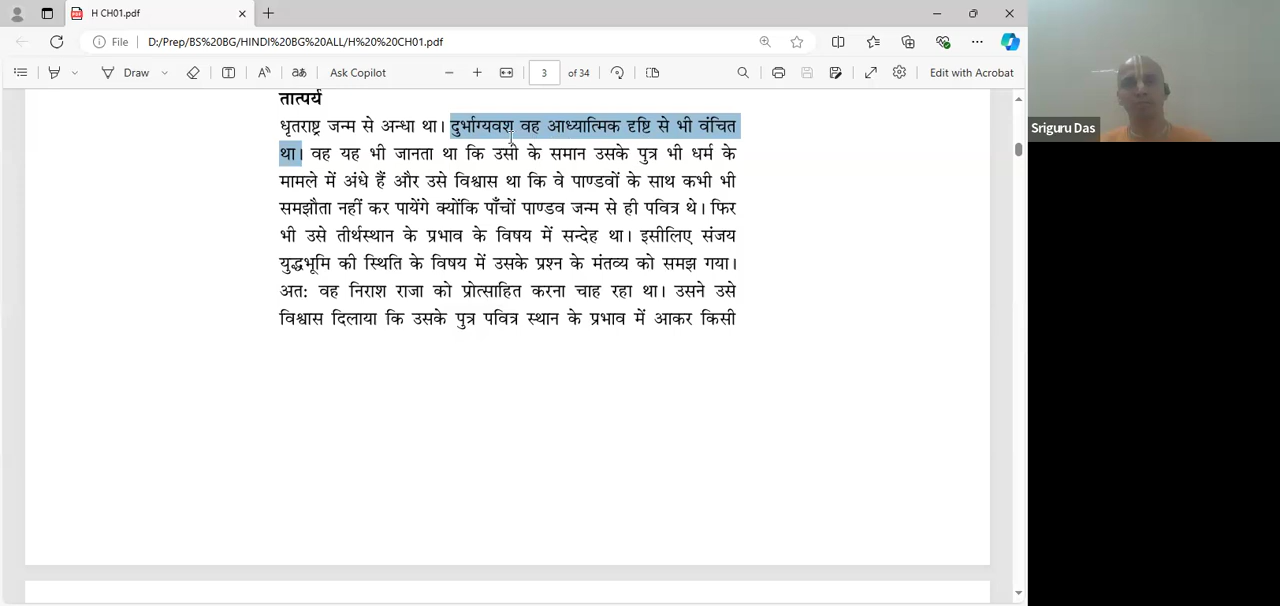 H CH01.pdf
File D:/Prep/BS%20BG/HINDI%20BG%20ALL/H%20%20CH01.pdf
Draw Ask Copilot 3 of 34 Edit with Acrobat
तात्पर्य
धृतराष्ट्र जन्म से अन्धा था। दुर्भाग्यवश वह आध्यात्मिक दृष्टि से भी वंचित
था। वह यह भी जानता था कि उसी के समान उसके पुत्र भी धर्म के
मामले में अंधे हैं और उसे विश्वास था कि वे पाण्डवों के साथ कभी भी
समझौता नहीं कर पायेंगे क्योंकि पाँचों पाण्डव जन्म से ही पवित्र थे। फिर
भी उसे तीर्थस्थान के प्रभाव के विषय में सन्देह था। इसीलिए संजय
युद्धभूमि की स्थिति के विषय में उसके प्रश्न के मंतव्य को समझ गया।
अत: वह निराश राजा को प्रोत्साहित करना चाह रहा था। उसने उसे
विश्वास दिलाया कि उसके पुत्र पवित्र स्थान के प्रभाव में आकर किसी
Sriguru Das